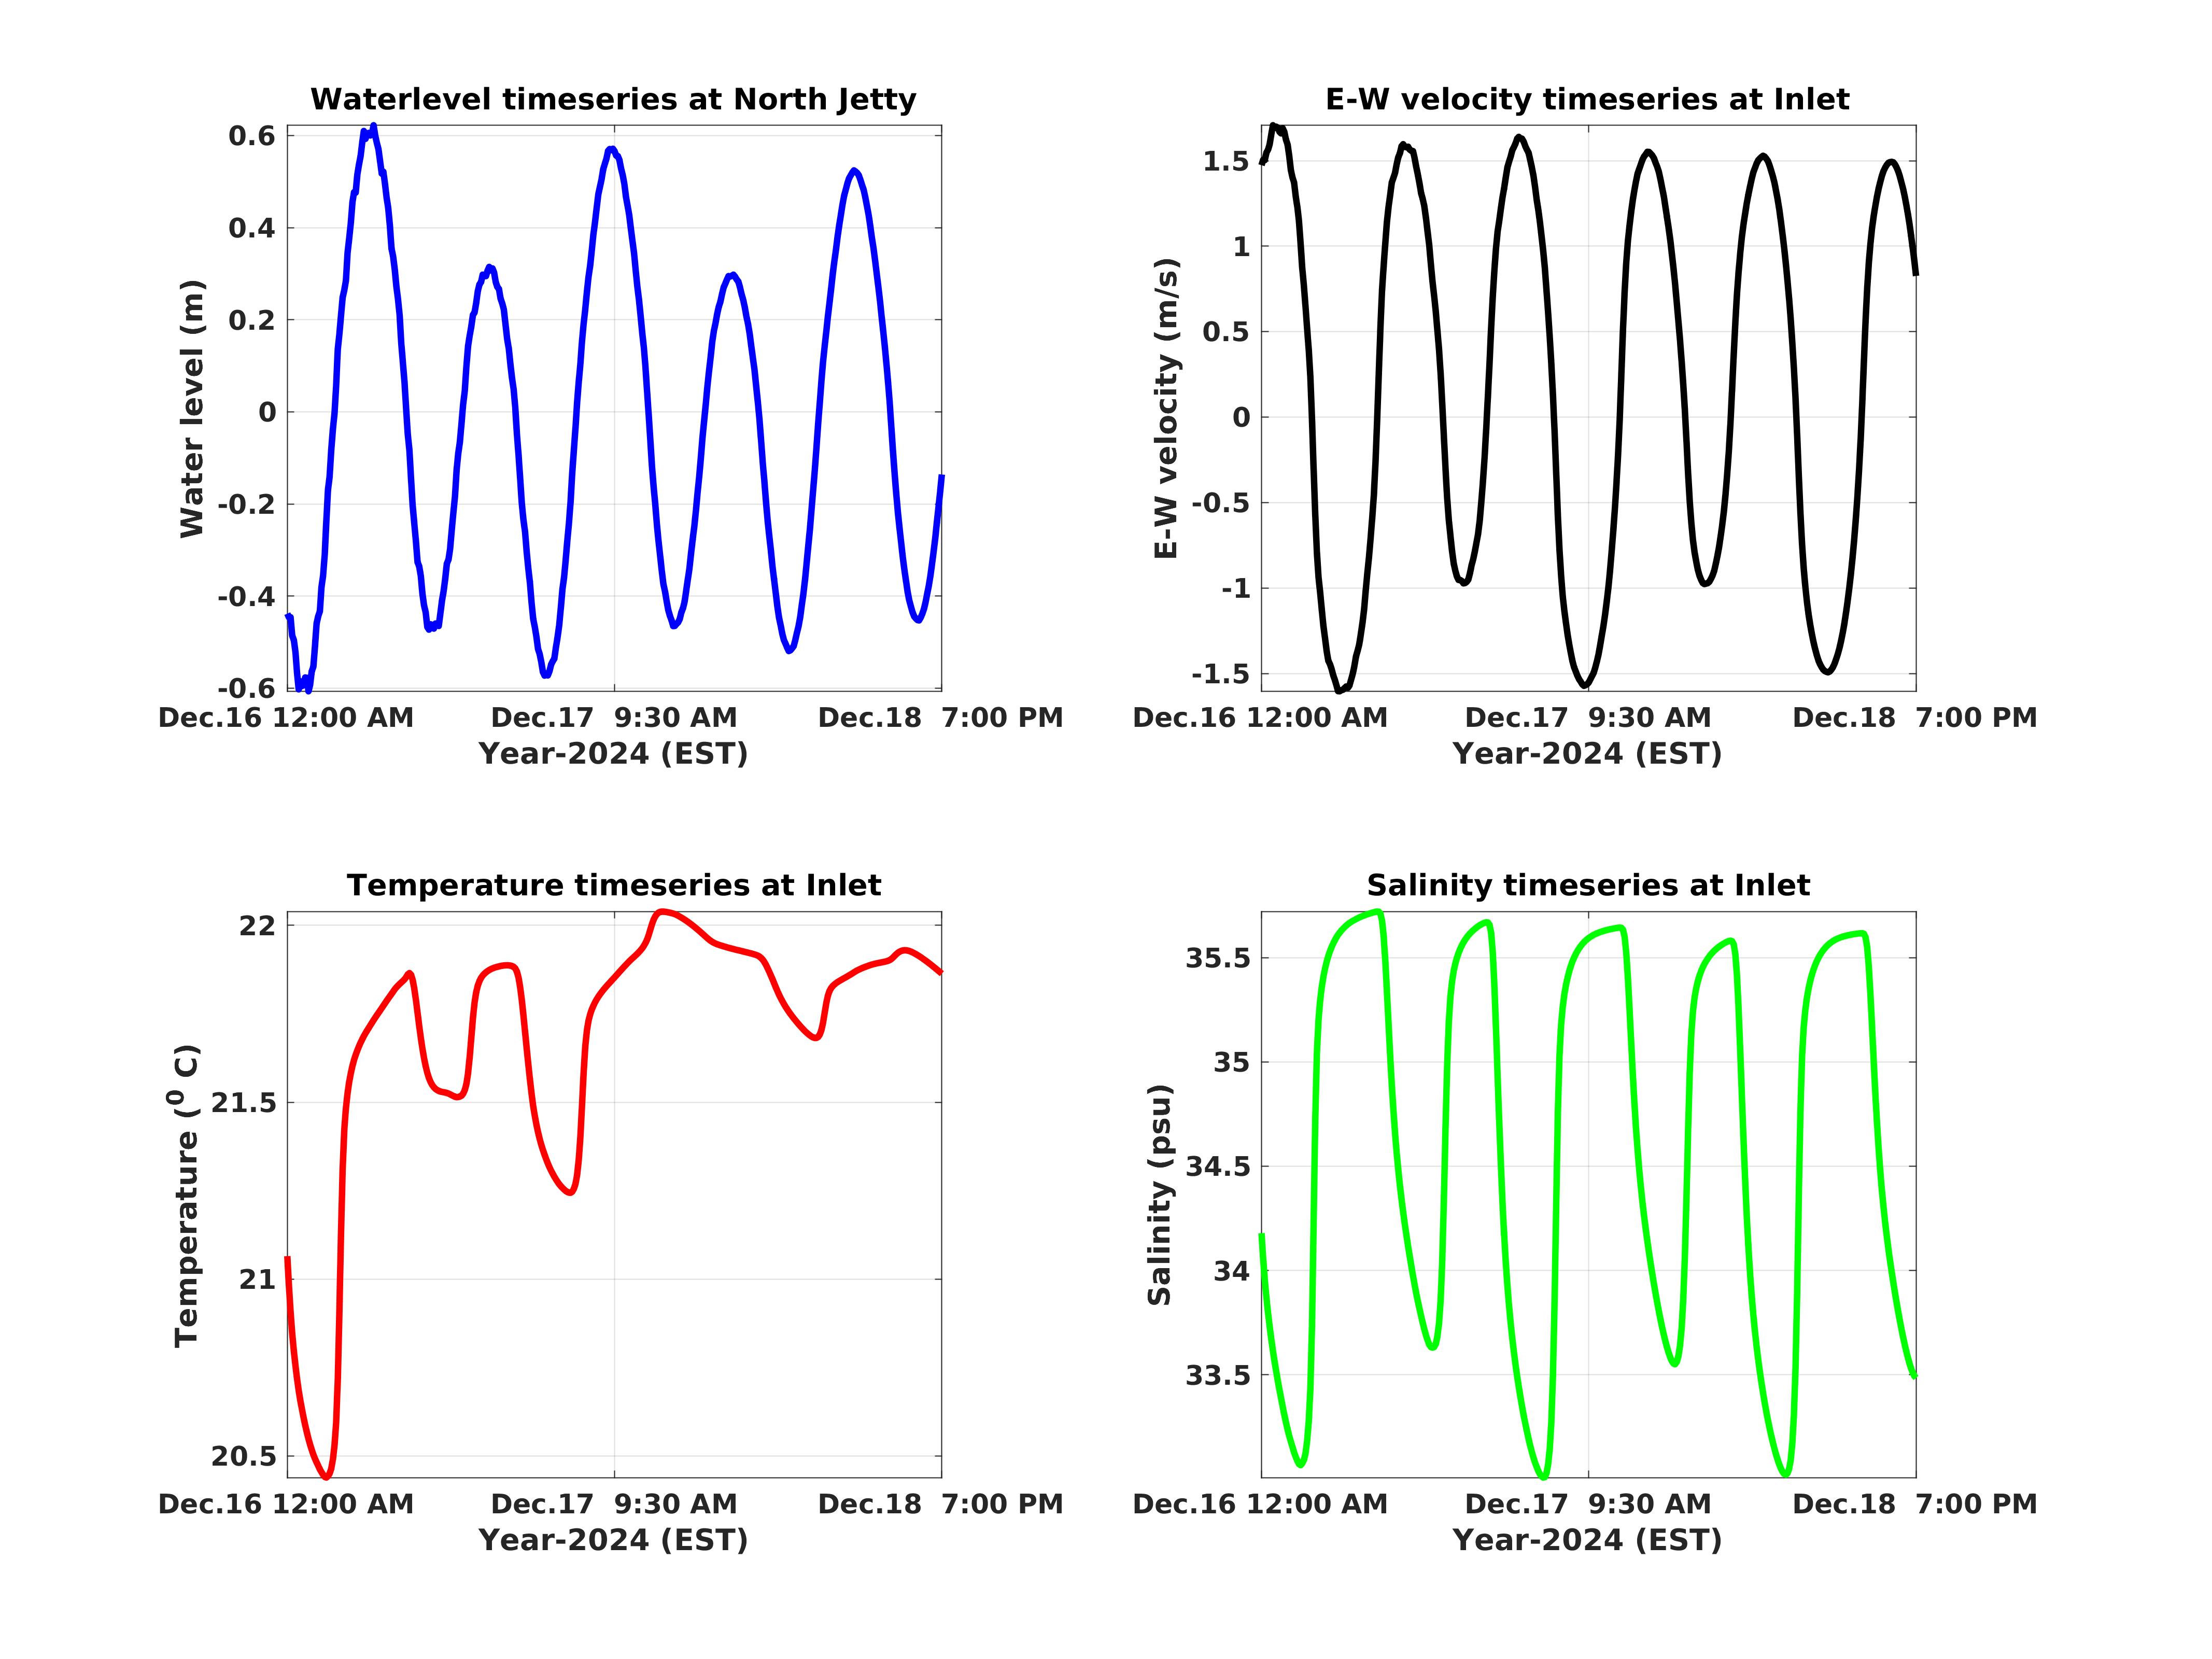 Waterlevel timeseries at North Jetty
Water level (m)
0.6
0.4
0.2
0
-0.2
-0.4
-0.6
Dec.16 12:00 AM
Dec.17 9:30 AM
Dec.18 7:00 PM
Year-2024 (EST)
E-W velocity timeseries at Inlet
E-W velocity (m/s)
1.5
1
0.5
0
-0.5
-1
-1.5
Dec.16 12:00 AM
Dec.17 9:30 AM
Dec.18 7:00 PM
Year-2024 (EST)
Temperature timeseries at Inlet
Temperature (⁰ C)
22
21.5
21
20.5
Dec.16 12:00 AM
Dec.17 9:30 AM
Dec.18 7:00 PM
Year-2024 (EST)
Salinity timeseries at Inlet
Salinity (psu)
35.5
35
34.5
34
33.5
Dec.16 12:00 AM
Dec.17 9:30 AM
Dec.18 7:00 PM
Year-2024 (EST)